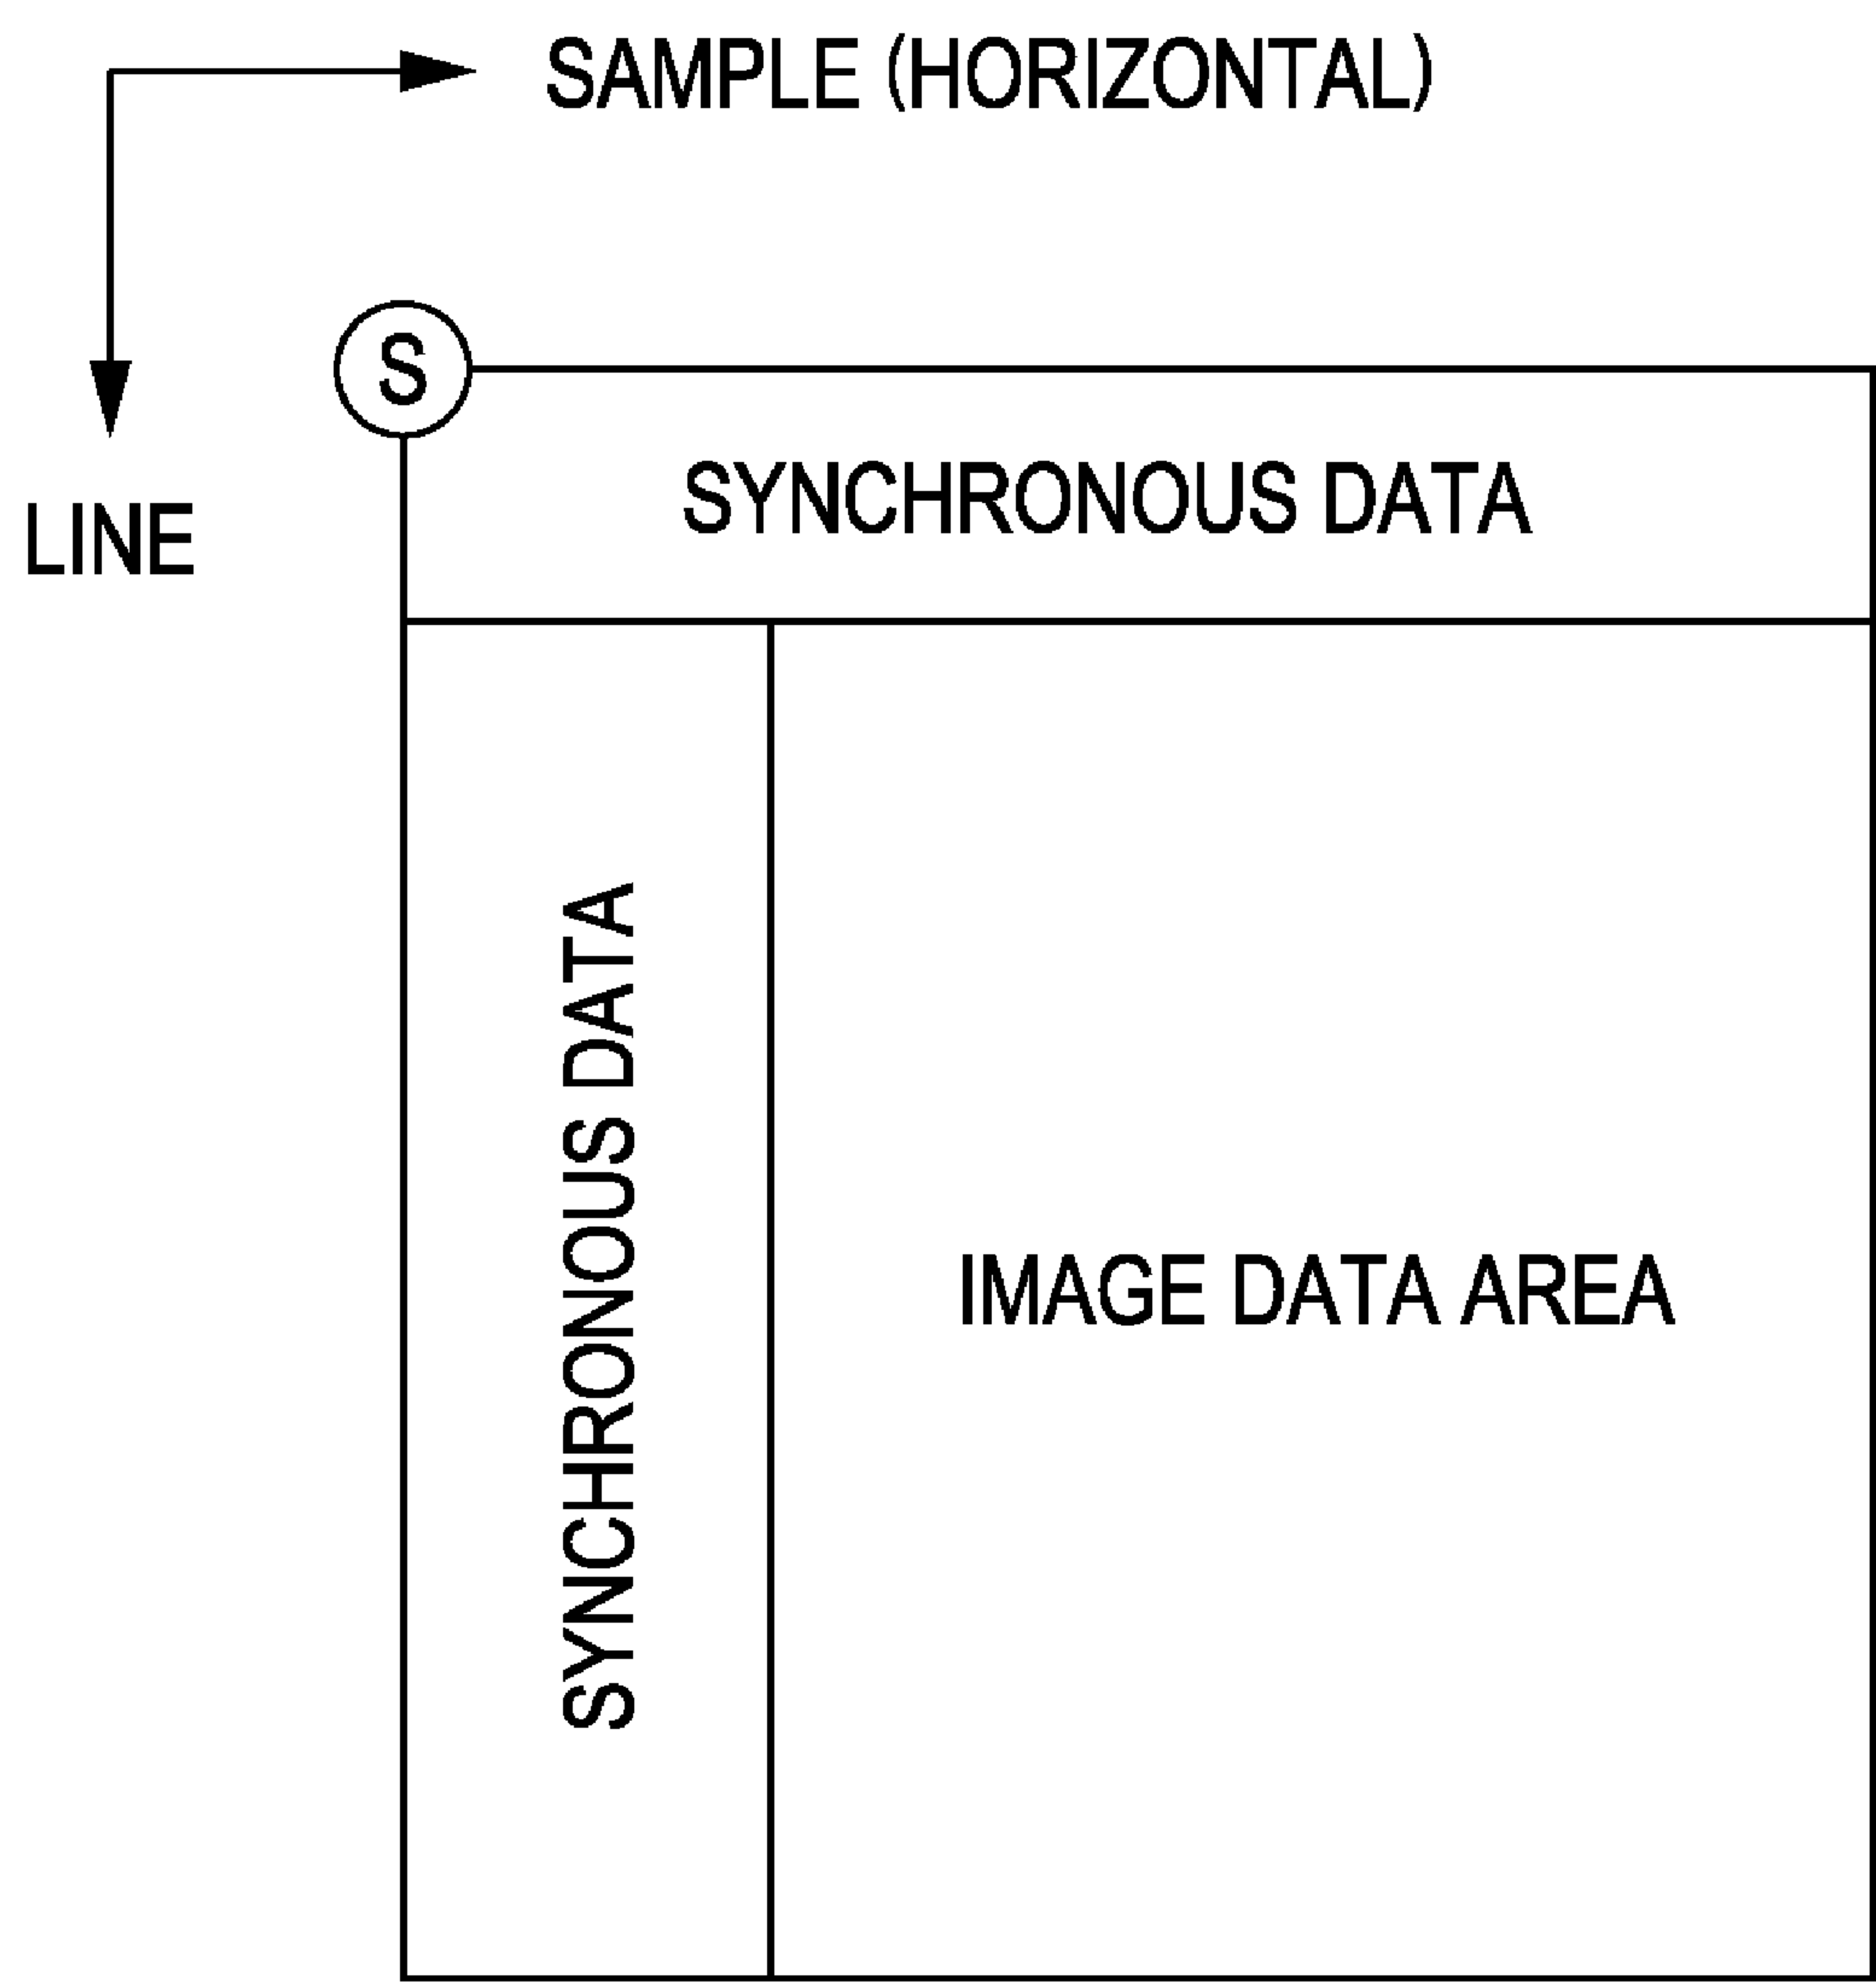 SAMPLE (HORIZONTAL)
S
SYNCHRONOUS DATA
LINE
SYNCHRONOUS DATA
IMAGE DATA AREA